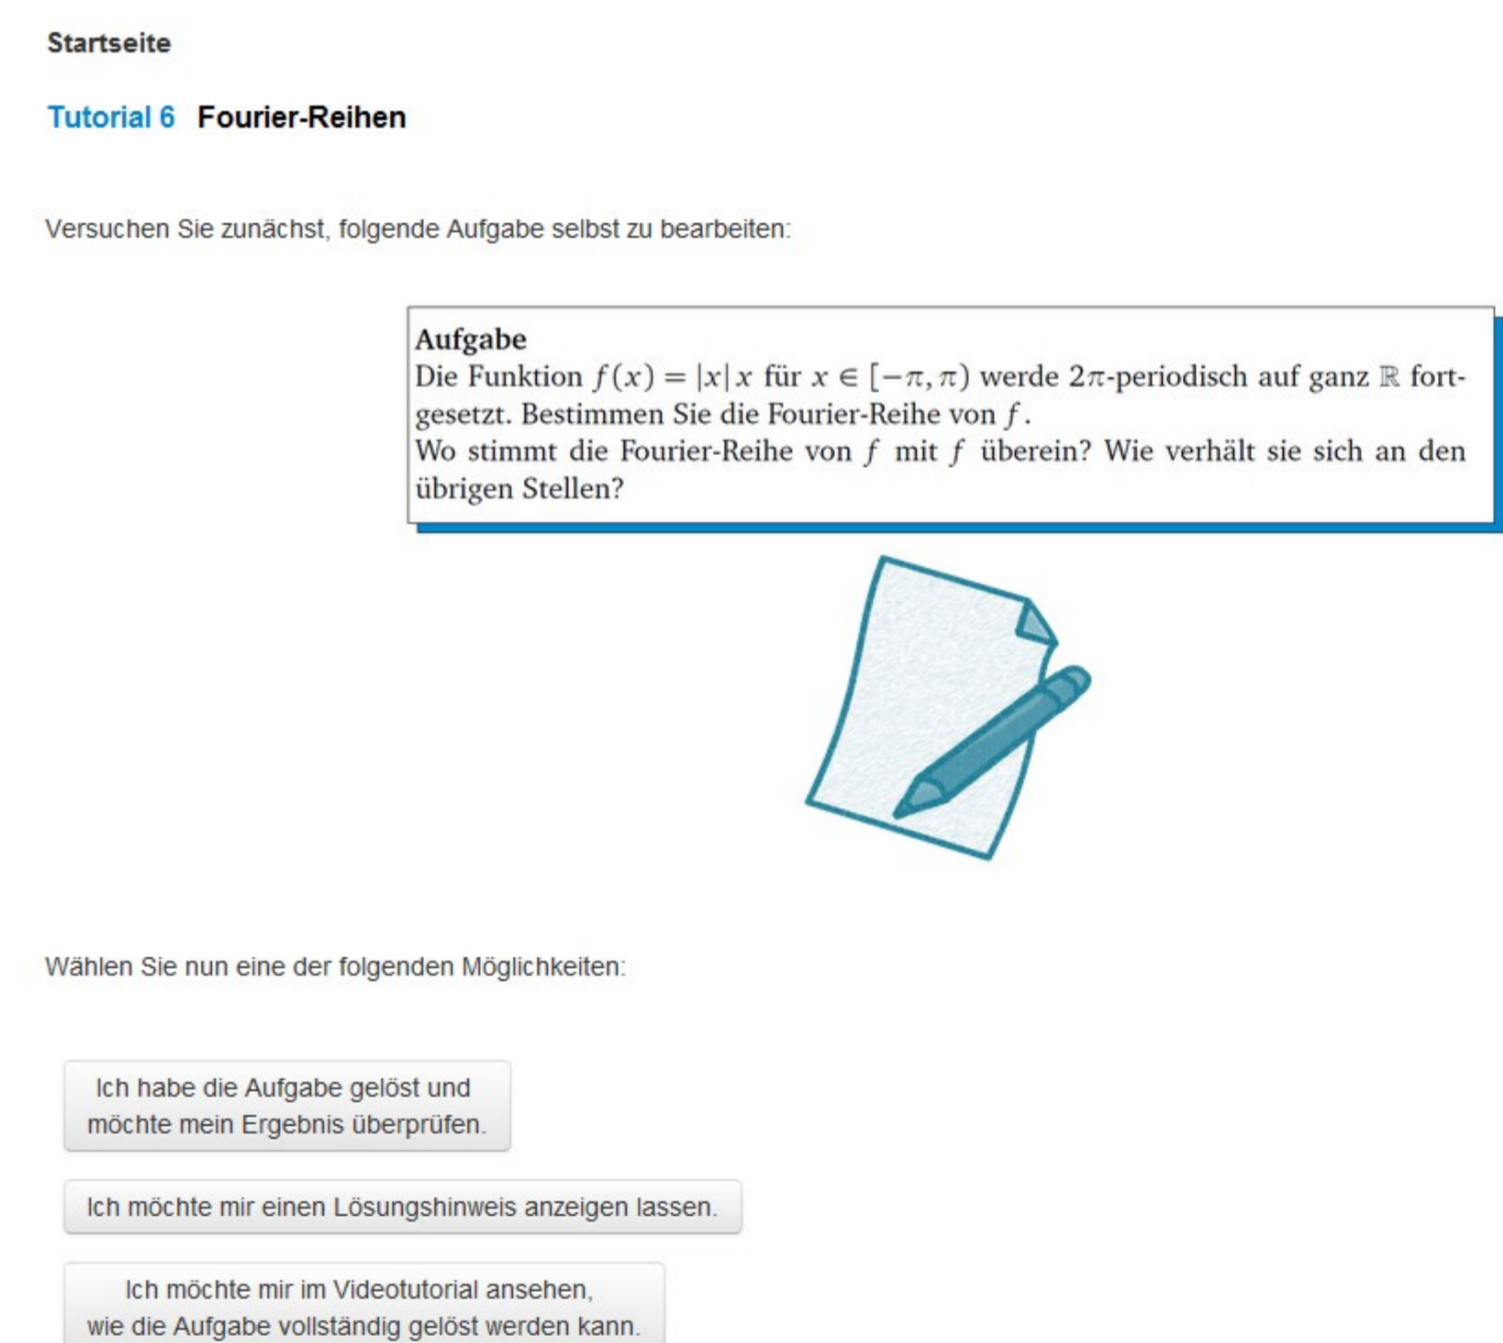 Startseite
Tutorial 6 Fourier-Reihen
Versuchen Sie zunächst, folgende Aufgabe selbst zu bearbeiten:
Aufgabe
Die Funktion f(x) = |x| x für x ∈ [−π, π) werde 2π-periodisch auf ganz ℝ fort-
gesetzt. Bestimmen Sie die Fourier-Reihe von f.
Wo stimmt die Fourier-Reihe von f mit f überein? Wie verhält sie sich an den
übrigen Stellen?
Wählen Sie nun eine der folgenden Möglichkeiten:
Ich habe die Aufgabe gelöst und
möchte mein Ergebnis überprüfen.
Ich möchte mir einen Lösungshinweis anzeigen lassen.
Ich möchte mir im Videotutorial ansehen,
wie die Aufgabe vollständig gelöst werden kann.